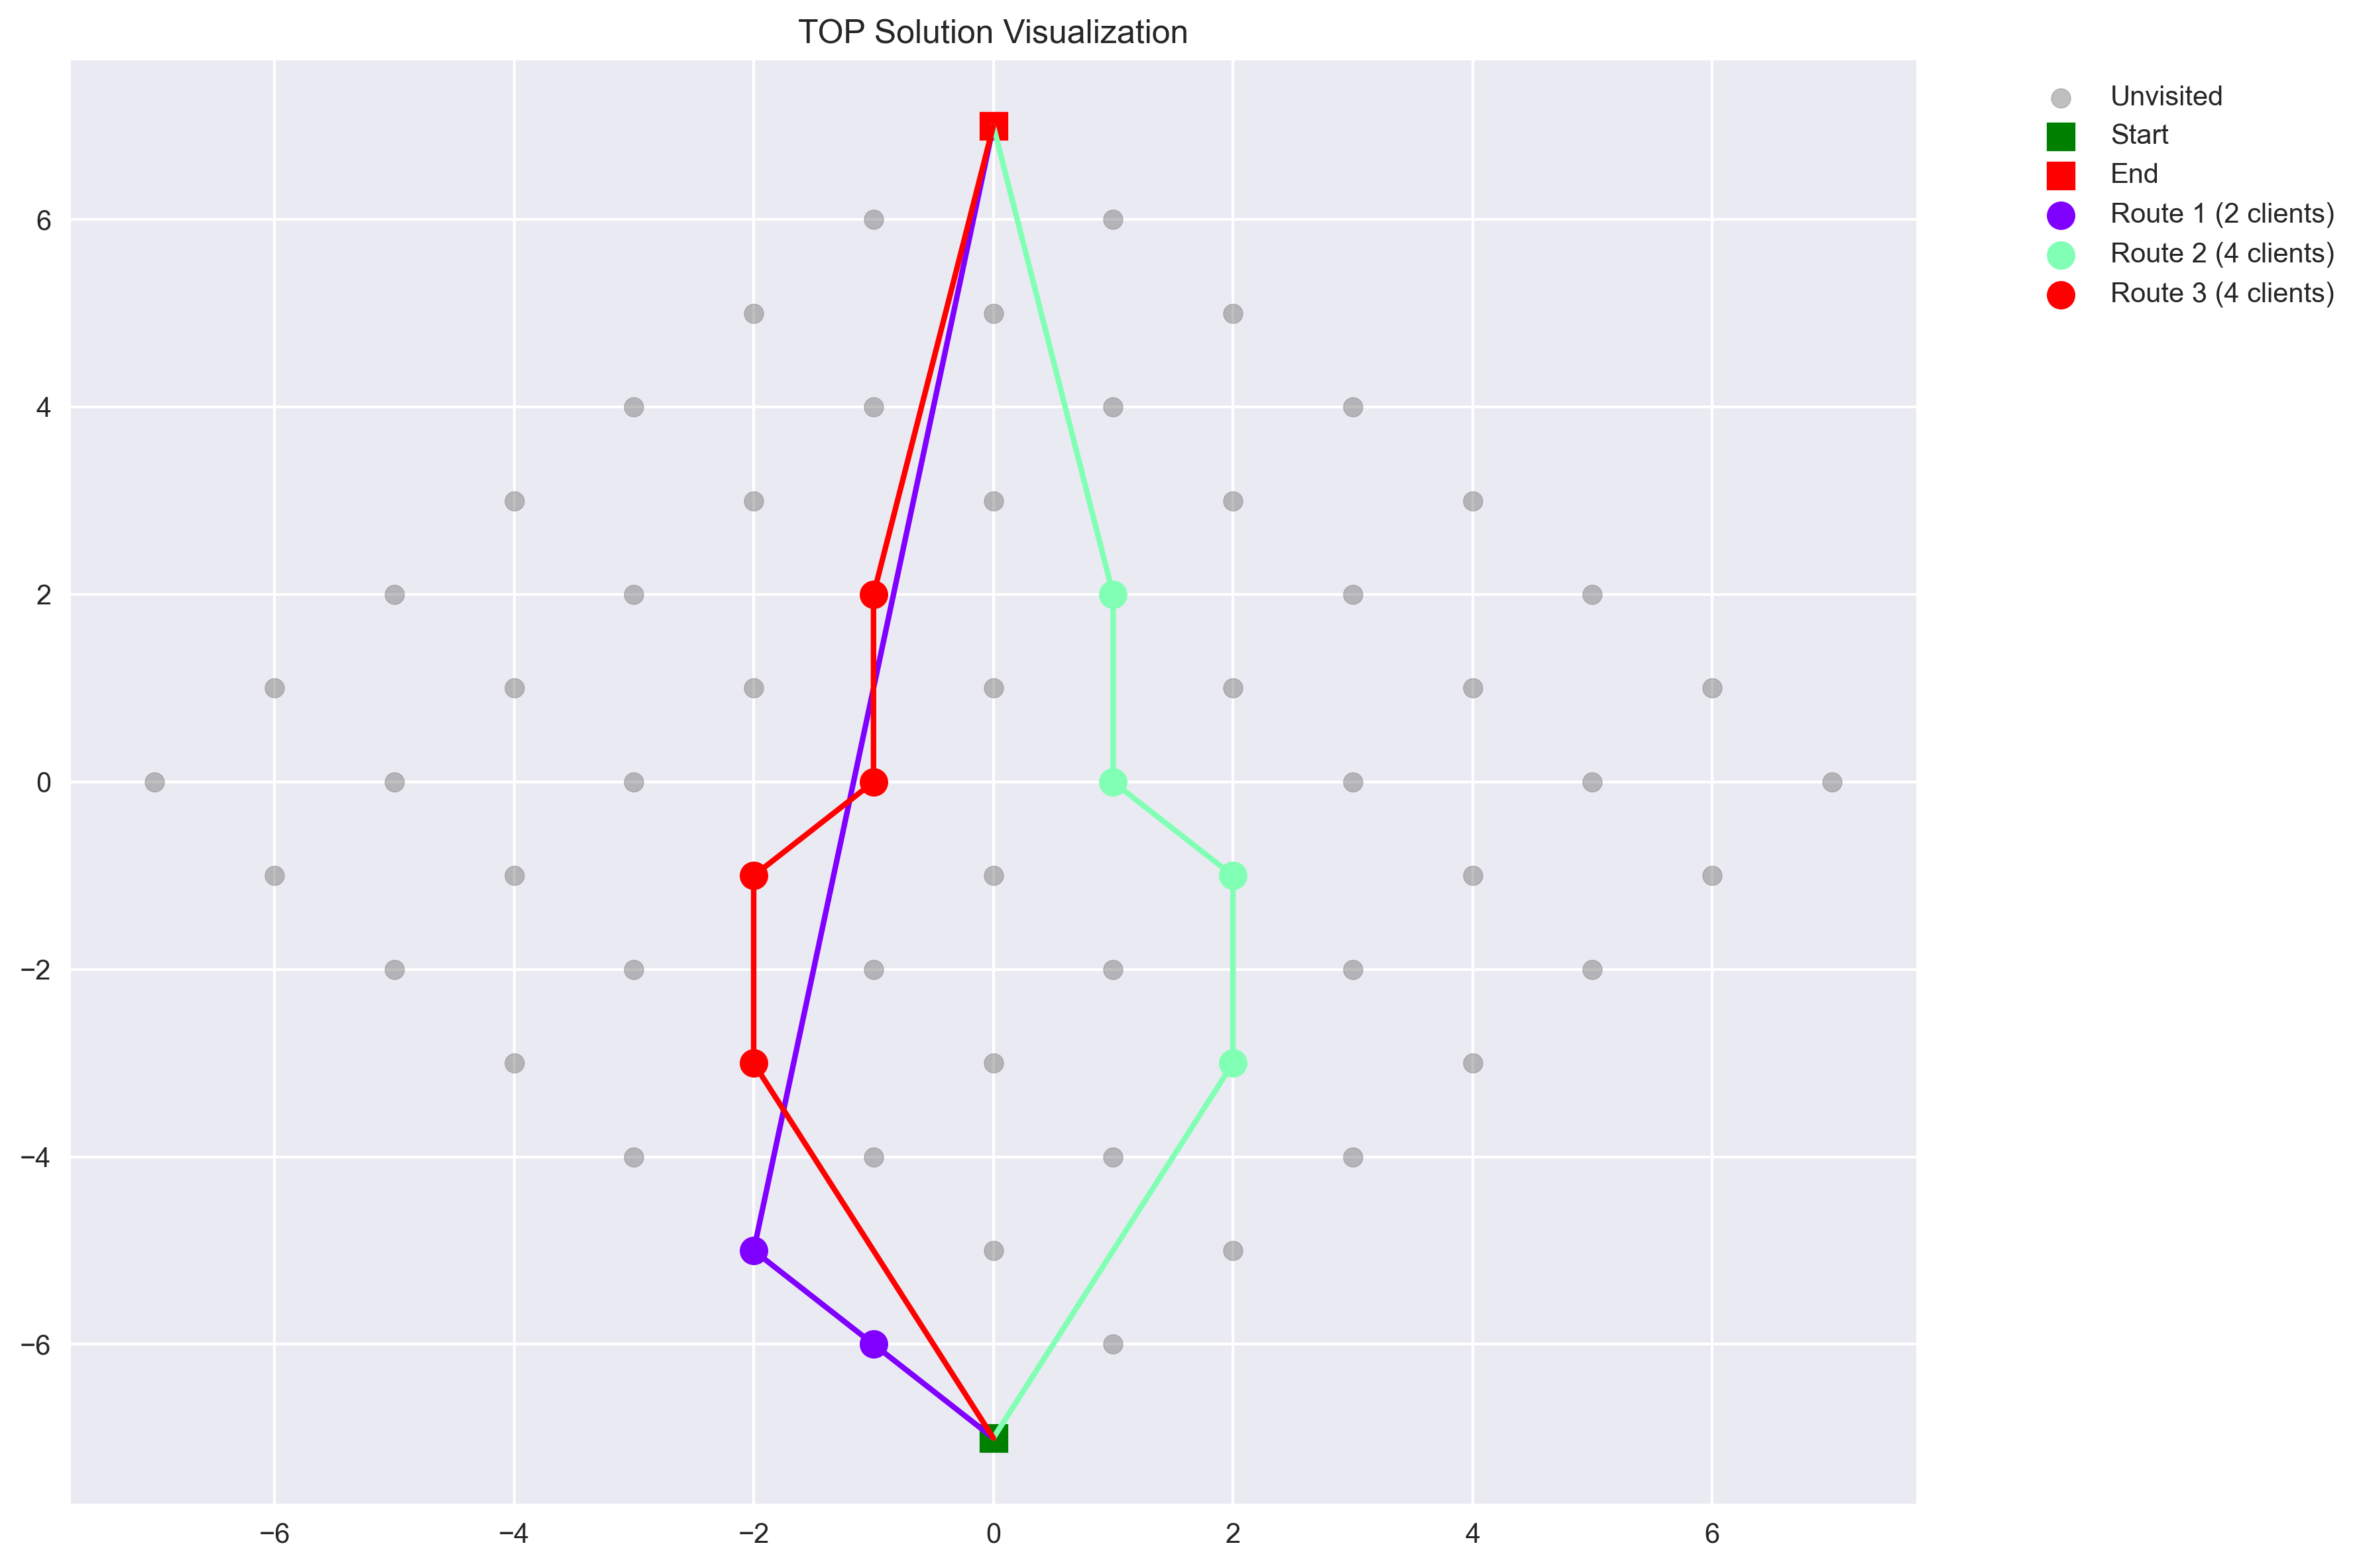 TOP Solution Visualization
Unvisited
Start
End
Route 1 (2 clients)
Route 2 (4 clients)
Route 3 (4 clients)
6
4
2
0
−2
−4
−6
−6 −4 −2 0 2 4 6